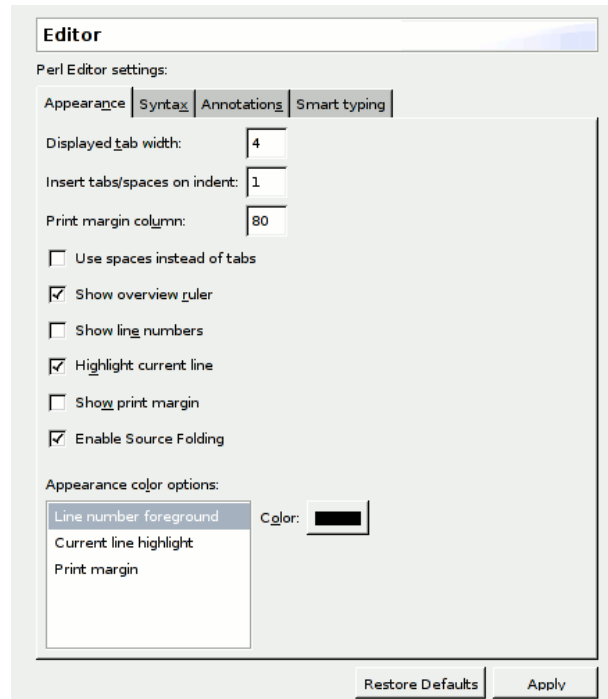 Editor
Perl Editor settings:
Appearance Syntax Annotations Smart typing
Displayed tab width: 4
Insert tabs/spaces on indent: 1
Print margin column: 80
Use spaces instead of tabs
Show overview ruler
Show line numbers
Highlight current line
Show print margin
Enable Source Folding
Appearance color options:
Line number foreground Color:
Current line highlight
Print margin
Restore Defaults Apply